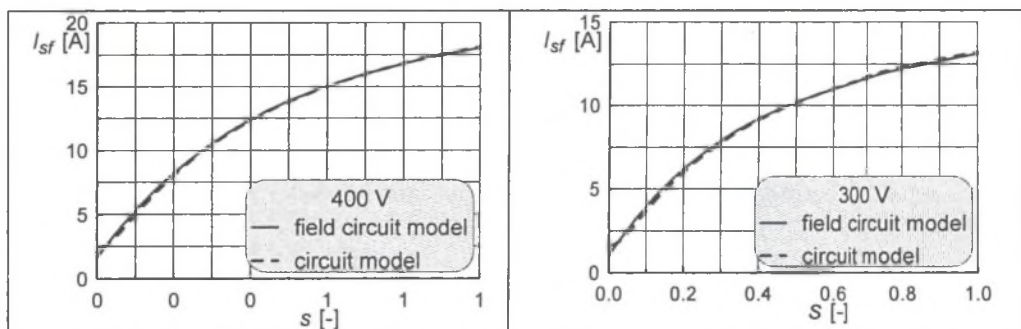 20
I_sf [A]
15
10
5
0
400 V
field circuit model
circuit model
0 0 0 1 1 1
s [-]
15
I_sf [A]
10
5
0
300 V
field circuit model
circuit model
0.0 0.2 0.4 0.6 0.8 1.0
s [-]